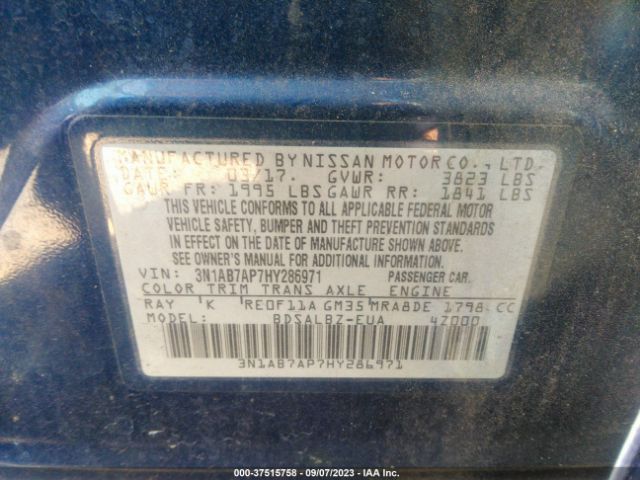 MANUFACTURED BY NISSAN MOTOR CO., LTD.
DATE: 03/17. GVWR: 3823 LBS
GAWR FR: 1995 LBS GAWR RR: 1841 LBS
THIS VEHICLE CONFORMS TO ALL APPLICABLE FEDERAL MOTOR
VEHICLE SAFETY, BUMPER AND THEFT PREVENTION STANDARDS
IN EFFECT ON THE DATE OF MANUFACTURE SHOWN ABOVE.
SEE OWNER'S MANUAL FOR ADDITIONAL INFORMATION.
VIN: 3N1AB7AP7HY286971 PASSENGER CAR.
COLOR TRIM TRANS AXLE ENGINE
RAY K RE0F11A GM35 MRA8DE 1798 CC
MODEL: BDSALBZ-EUA 4Z000
3N1AB7AP7HY286971
© - 37515758 - 09/07/2023 - IAA Inc.